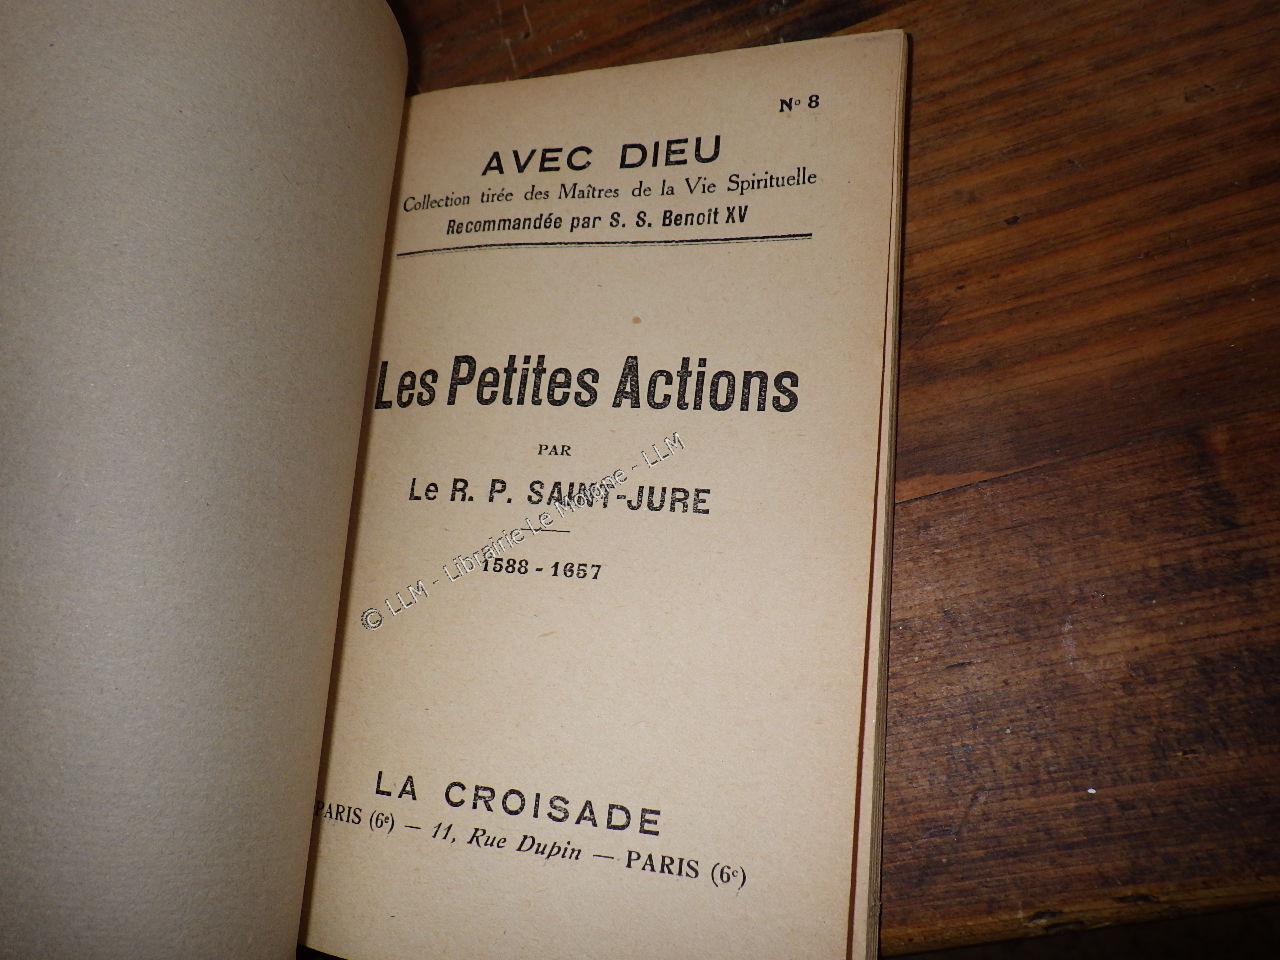 N° 8
AVEC DIEU
Collection tirée des Maîtres de la Vie Spirituelle
Recommandée par S. S. Benoît XV
Les Petites Actions
PAR
Le R. P. SAINT-JURE
1588 - 1657
© LLM - Librairie Le Moigne - LLM
LA CROISADE
PARIS (6e) — 11, Rue Dupin — PARIS (6e)